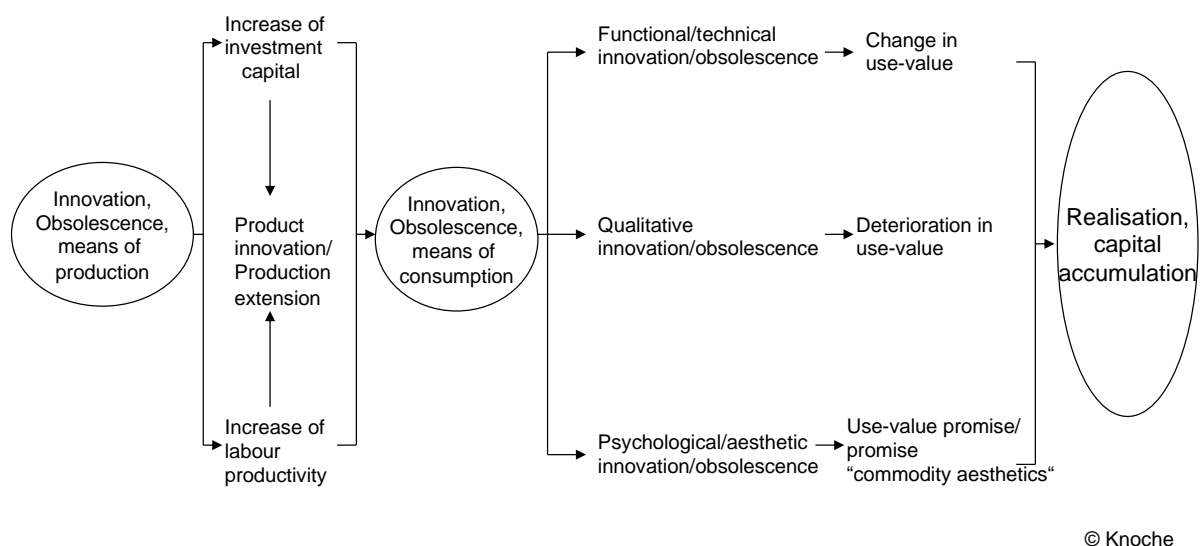 Increase of
investment
capital
Innovation,
Obsolescence,
means of
production
Product
innovation/
Production
extension
Increase of
labour
productivity
Innovation,
Obsolescence,
means of
consumption
Functional/technical
innovation/obsolescence
Change in
use-value
Qualitative
innovation/obsolescence
Deterioration in
use-value
Psychological/aesthetic
innovation/obsolescence
Use-value promise/
promise
“commodity aesthetics“
Realisation,
capital
accumulation
© Knoche